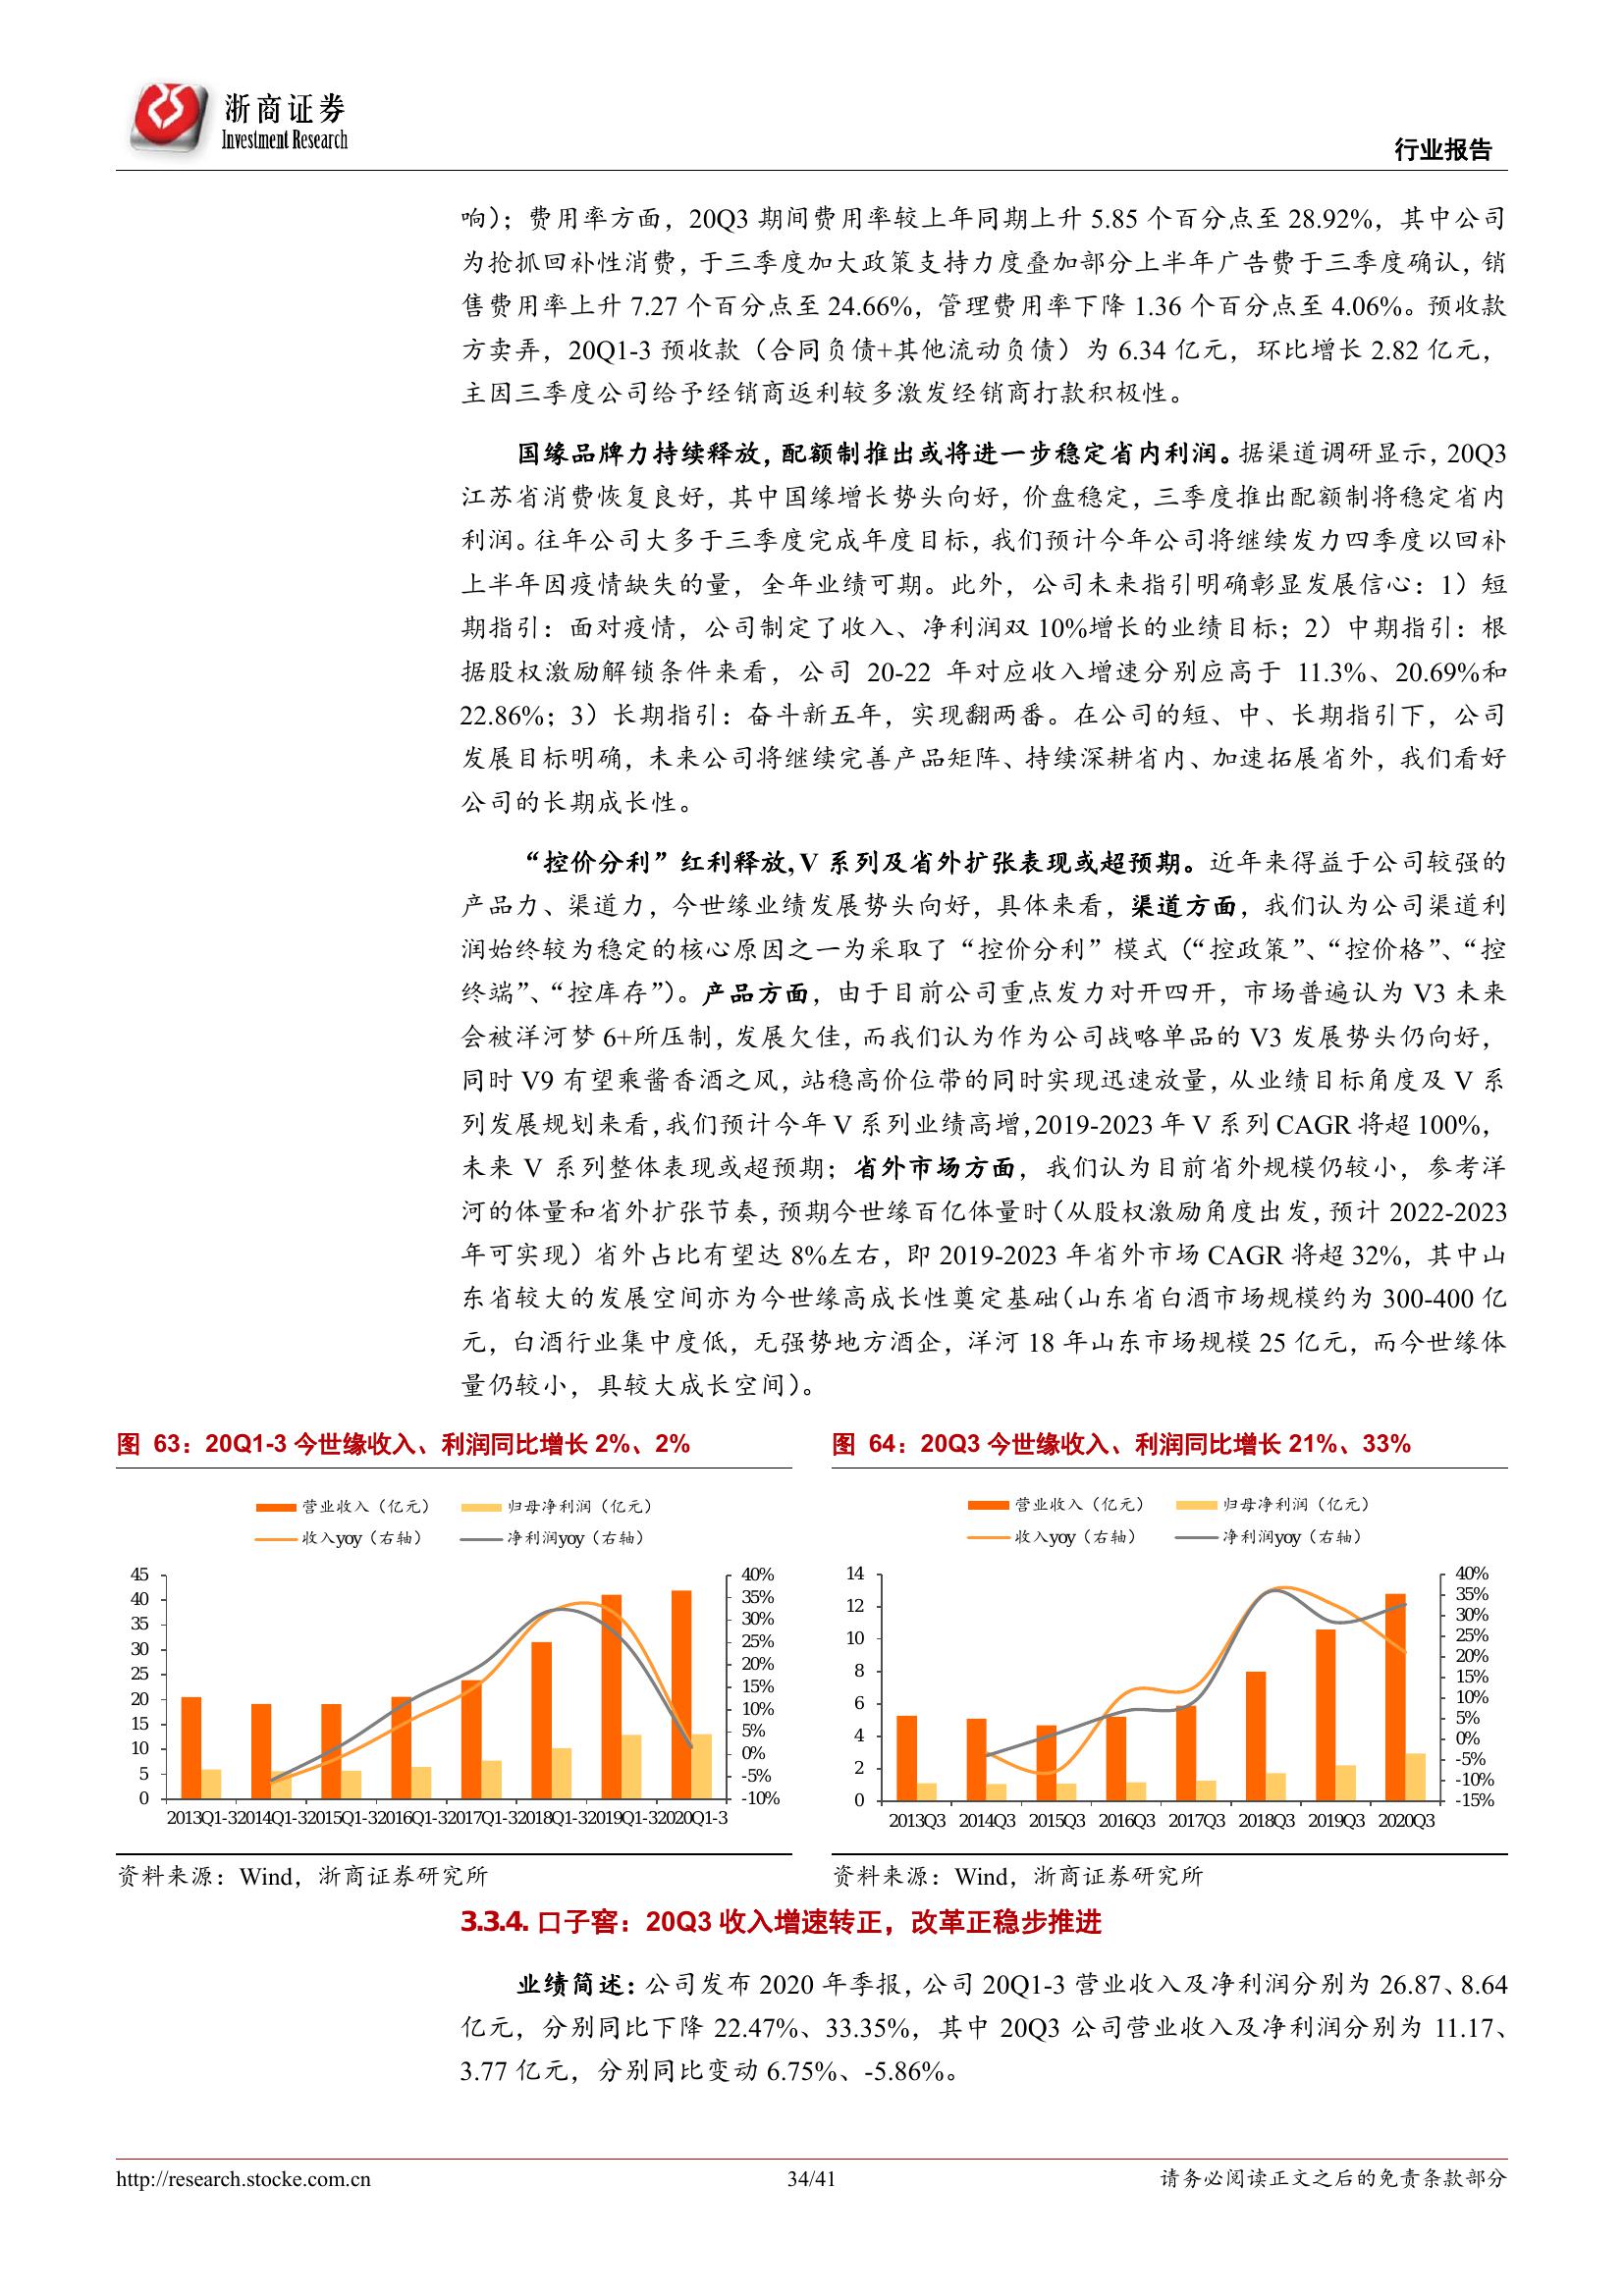 浙商证券
Investment Research
行业报告
响）；费用率方面，20Q3 期间费用率较上年同期上升 5.85 个百分点至 28.92%，其中公司
为抢抓回补性消费，于三季度加大政策支持力度叠加部分上半年广告费于三季度确认，销
售费用率上升 7.27 个百分点至 24.66%，管理费用率下降 1.36 个百分点至 4.06%。预收款
方卖弄，20Q1-3 预收款（合同负债+其他流动负债）为 6.34 亿元，环比增长 2.82 亿元，
主因三季度公司给予经销商返利较多激发经销商打款积极性。
国缘品牌力持续释放，配额制推出或将进一步稳定省内利润。据渠道调研显示，20Q3
江苏省消费恢复良好，其中国缘增长势头向好，价盘稳定，三季度推出配额制将稳定省内
利润。往年公司大多于三季度完成年度目标，我们预计今年公司将继续发力四季度以回补
上半年因疫情缺失的量，全年业绩可期。此外，公司未来指引明确彰显发展信心：1）短
期指引：面对疫情，公司制定了收入、净利润双 10%增长的业绩目标；2）中期指引：根
据股权激励解锁条件来看，公司 20-22 年对应收入增速分别应高于 11.3%、20.69%和
22.86%；3）长期指引：奋斗新五年，实现翻两番。在公司的短、中、长期指引下，公司
发展目标明确，未来公司将继续完善产品矩阵、持续深耕省内、加速拓展省外，我们看好
公司的长期成长性。
“控价分利”红利释放，V 系列及省外扩张表现或超预期。近年来得益于公司较强的
产品力、渠道力，今世缘业绩发展势头向好，具体来看，渠道方面，我们认为公司渠道利
润始终较为稳定的核心原因之一为采取了“控价分利”模式（“控政策”、“控价格”、“控
终端”、“控库存”）。产品方面，由于目前公司重点发力对开四开，市场普遍认为 V3 未来
会被洋河梦 6+所压制，发展欠佳，而我们认为作为公司战略单品的 V3 发展势头仍向好，
同时 V9 有望乘酱香酒之风，站稳高价位带的同时实现迅速放量，从业绩目标角度及 V 系
列发展规划来看，我们预计今年 V 系列业绩高增，2019-2023 年 V 系列 CAGR 将超 100%，
未来 V 系列整体表现或超预期；省外市场方面，我们认为目前省外规模仍较小，参考洋
河的体量和省外扩张节奏，预期今世缘百亿体量时（从股权激励角度出发，预计 2022-2023
年可实现）省外占比有望达 8%左右，即 2019-2023 年省外市场 CAGR 将超 32%，其中山
东省较大的发展空间亦为今世缘高成长性奠定基础（山东省白酒市场规模约为 300-400 亿
元，白酒行业集中度低，无强势地方酒企，洋河 18 年山东市场规模 25 亿元，而今世缘体
量仍较小，具较大成长空间）。
图 63：20Q1-3 今世缘收入、利润同比增长 2%、2%
营业收入（亿元） 归母净利润（亿元）
收入yoy（右轴） 净利润yoy（右轴）
45
40
35
30
25
20
15
10
5
0
40%
35%
30%
25%
20%
15%
10%
5%
0%
-5%
-10%
2013Q1-3 2014Q1-3 2015Q1-3 2016Q1-3 2017Q1-3 2018Q1-3 2019Q1-3 2020Q1-3
资料来源：Wind，浙商证券研究所
图 64：20Q3 今世缘收入、利润同比增长 21%、33%
营业收入（亿元） 归母净利润（亿元）
收入yoy（右轴） 净利润yoy（右轴）
14
12
10
8
6
4
2
0
40%
35%
30%
25%
20%
15%
10%
5%
0%
-5%
-10%
-15%
2013Q3 2014Q3 2015Q3 2016Q3 2017Q3 2018Q3 2019Q3 2020Q3
资料来源：Wind，浙商证券研究所
3.3.4. 口子窖：20Q3 收入增速转正，改革正稳步推进
业绩简述：公司发布 2020 年季报，公司 20Q1-3 营业收入及净利润分别为 26.87、8.64
亿元，分别同比下降 22.47%、33.35%，其中 20Q3 公司营业收入及净利润分别为 11.17、
3.77 亿元，分别同比变动 6.75%、-5.86%。
http://research.stocke.com.cn
34/41
请务必阅读正文之后的免责条款部分